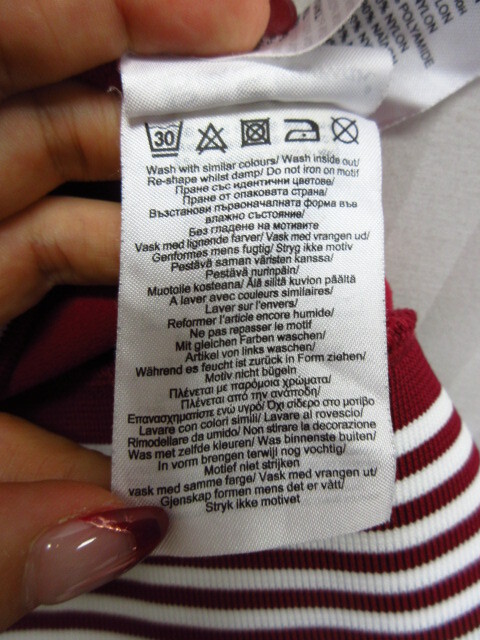 POLYAMIDE
NYLON
100% NYLON
30
Wash with similar colours/ Wash inside out/
Re-shape whilst damp/ Do not iron on motif
Пране със идентични цветове/
Пране от опаковата страна/
Възстанови първоначалната форма във
влажно състояние/
Без гладене на мотивите
Vask med lignende farver/ Vask med vrangen ud/
Genformes mens fugtig/ Stryg ikke motiv
Pestävä saman väristen kanssa/
Pestävä nurinpäin/
Muotoile kosteana/ Älä silitä kuvion päältä
A laver avec couleurs similaires/
Laver sur l'envers/
Reformer l'article encore humide/
Ne pas repasser le motif
Mit gleichen Farben waschen/
Artikel von links waschen/
Während es feucht ist zurück in Form ziehen/
Motiv nicht bügeln
Πλένεται με παρόμοια χρώματα/
Πλένεται από την ανάποδη/
Επανασχηματίστε ενώ υγρό/ Όχι σίδερο στο μοτίβο
Lavare con colori simili/ Lavare al rovescio/
Rimodellare da umido/ Non stirare la decorazione
Was met zelfde kleuren/ Was binnenste buiten/
In vorm brengen terwijl nog vochtig/
Motief niet strijken
vask med samme farge/ Vask med vrangen ut/
Gjenskap formen mens det er vått/
Stryk ikke motivet